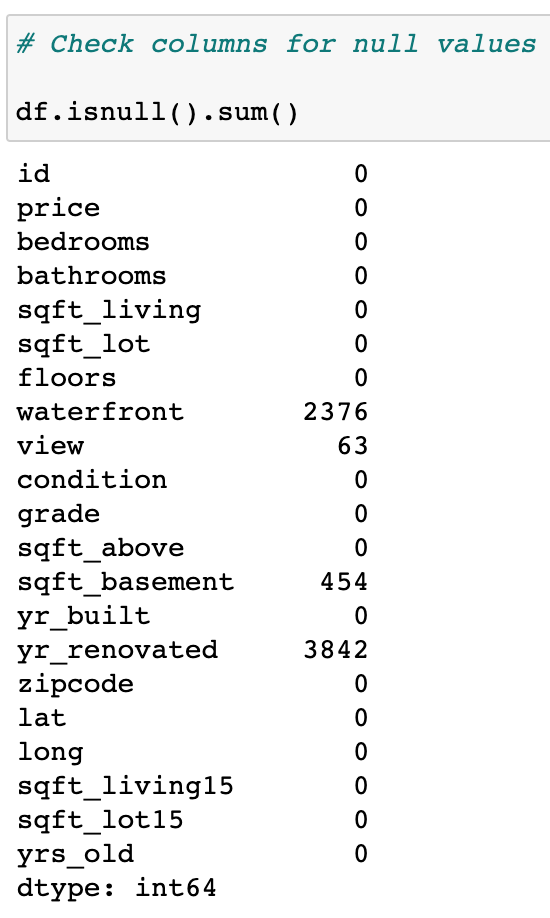 # Check columns for null values
df.isnull().sum()
id 0
price 0
bedrooms 0
bathrooms 0
sqft_living 0
sqft_lot 0
floors 0
waterfront 2376
view 63
condition 0
grade 0
sqft_above 0
sqft_basement 454
yr_built 0
yr_renovated 3842
zipcode 0
lat 0
long 0
sqft_living15 0
sqft_lot15 0
yrs_old 0
dtype: int64